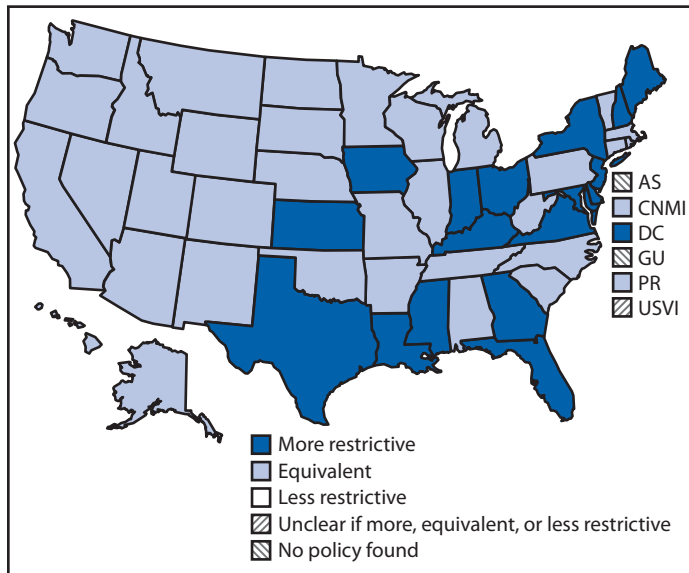 AS
CNMI
DC
GU
PR
USVI
More restrictive
Equivalent
Less restrictive
Unclear if more, equivalent, or less restrictive
No policy found